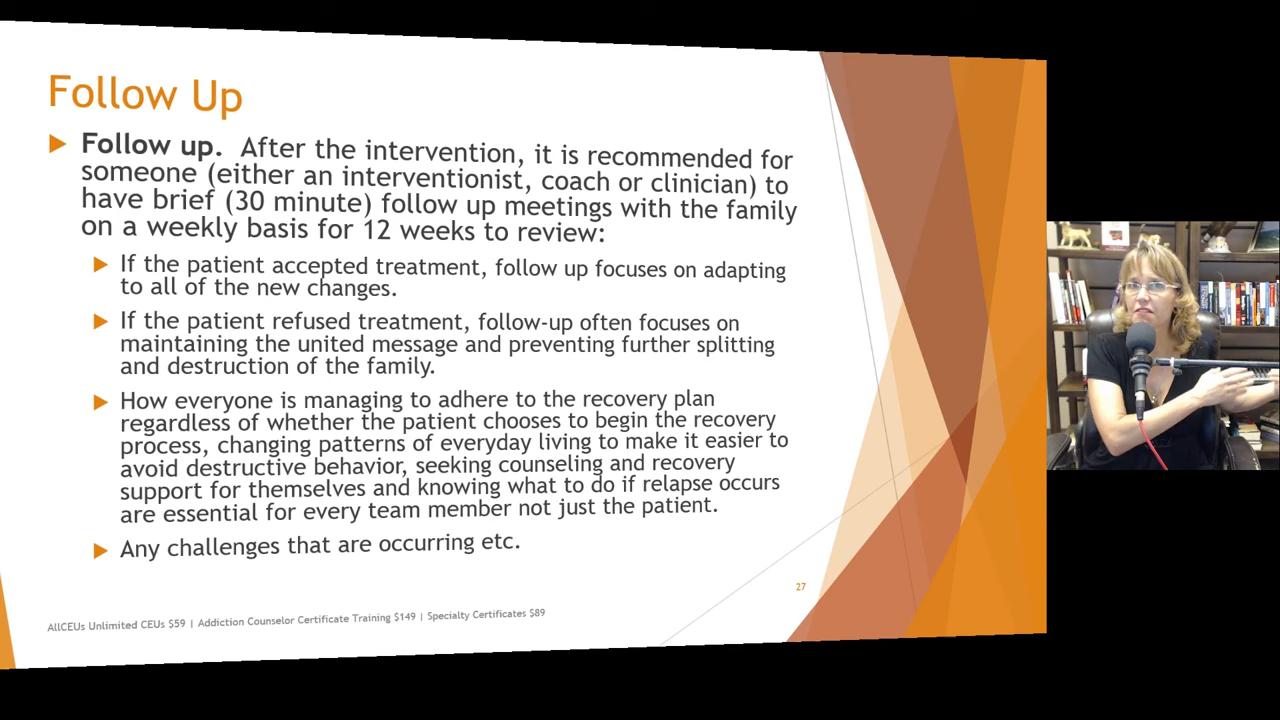 Follow Up
Follow up. After the intervention, it is recommended for
someone (either an interventionist, coach or clinician) to
have brief (30 minute) follow up meetings with the family
on a weekly basis for 12 weeks to review:
If the patient accepted treatment, follow up focuses on adapting
to all of the new changes.
If the patient refused treatment, follow-up often focuses on
maintaining the united message and preventing further splitting
and destruction of the family.
How everyone is managing to adhere to the recovery plan
regardless of whether the patient chooses to begin the recovery
process, changing patterns of everyday living to make it easier to
avoid destructive behavior, seeking counseling and recovery
support for themselves and knowing what to do if relapse occurs
are essential for every team member not just the patient.
Any challenges that are occurring etc.
27
AllCEUs Unlimited CEUs $59 | Addiction Counselor Certificate Training $149 | Specialty Certificates $89